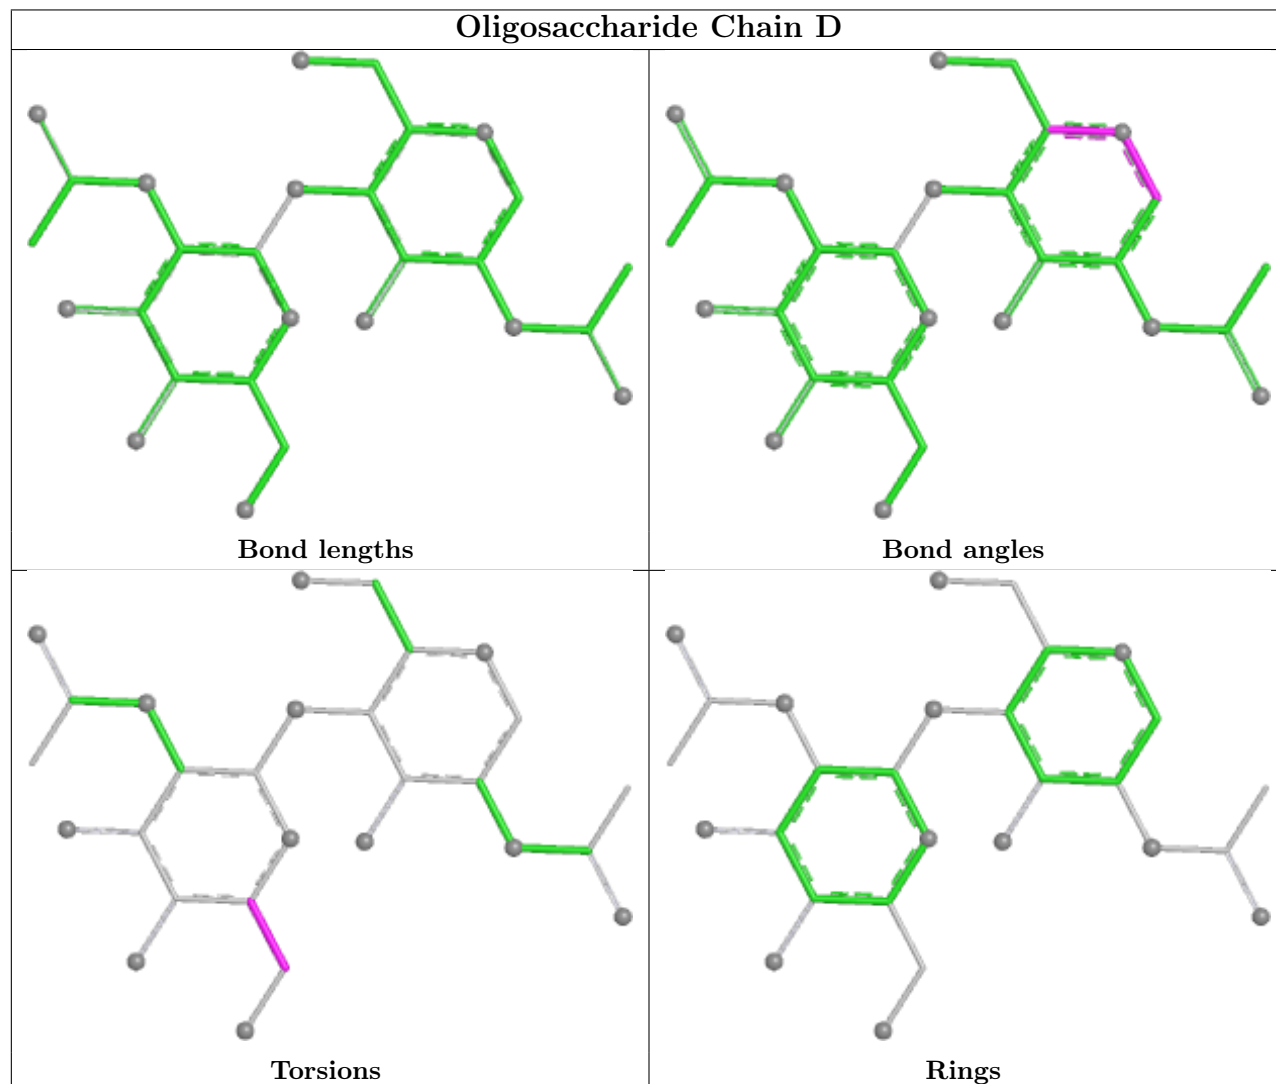 Oligosaccharide Chain D
Bond lengths
Bond angles
Torsions
Rings